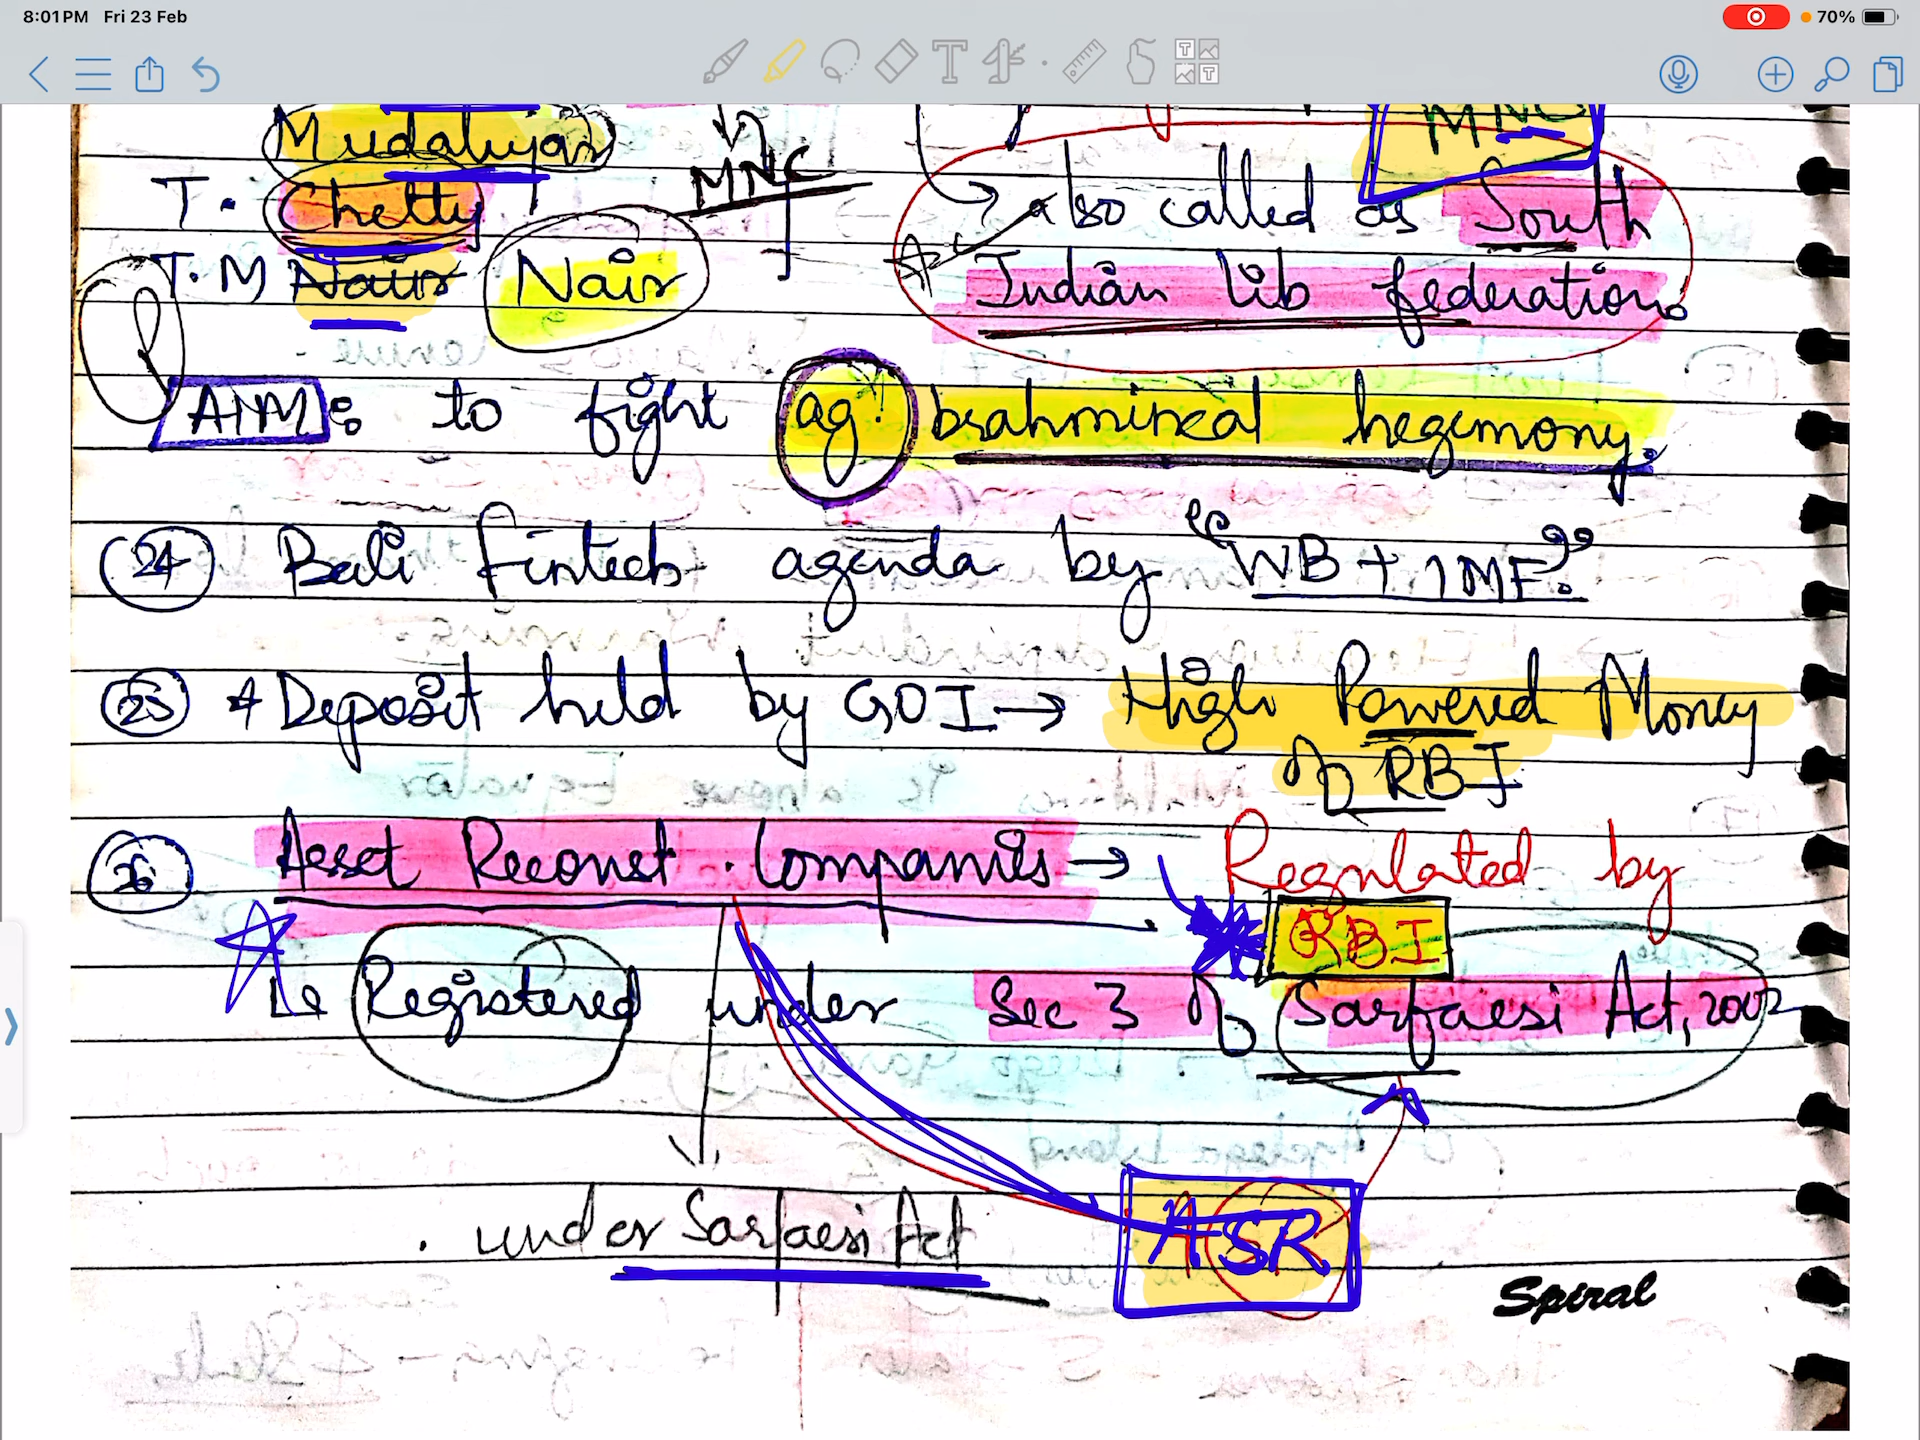 8:01 PM Fri 23 Feb
70%
MNC
Mudaliyar
MNC
T. Chetty
also called as South
T.M Nair Nair
Indian lib federation.
AIM: to fight ag. brahminical hegemony.
24 Bali fintech agenda by "WB + IMF"
25 Deposit held by GOI → High Powered Money
of RBI
26 Asset Reconst. Companies → Regulated by
RBI
Registered under Sec 3 of Sarfaesi Act, 2002
under Sarfaesi Act
ASR
Spiral